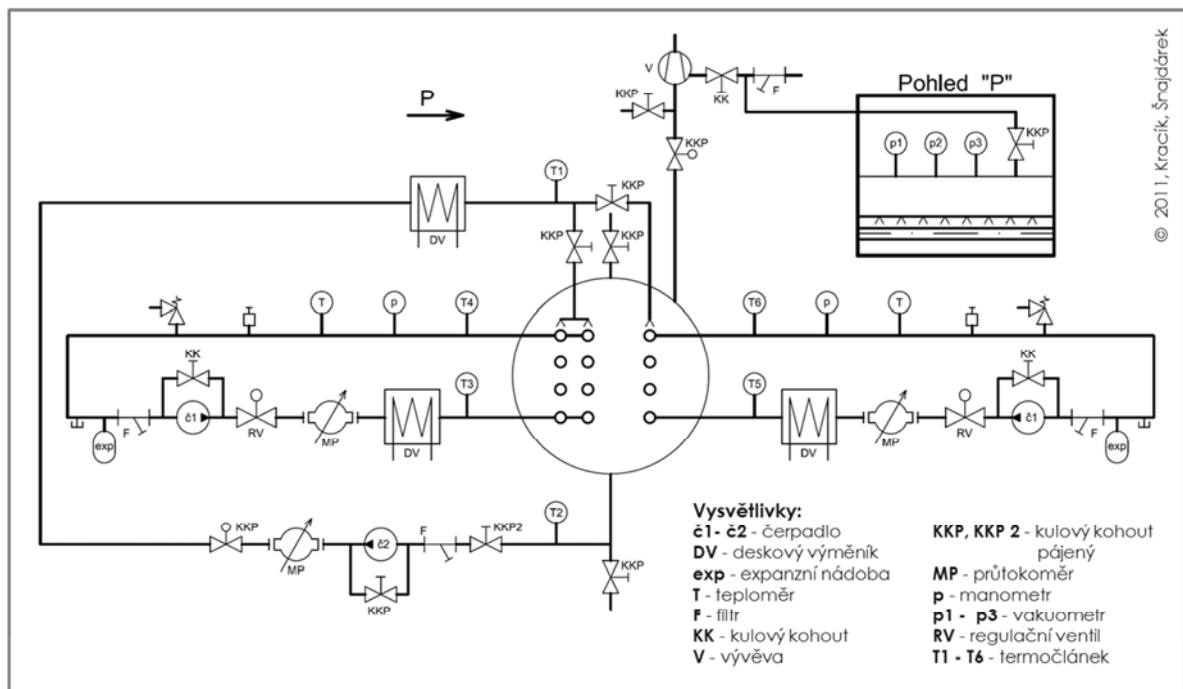 V
KKP
KK
F
Pohled "P"
KKP
p1
p2
p3
© 2011, Kracík, Šnajdárek
P
KKP
T1
KKP
DV
KKP
KKP
T
p
T4
T6
p
T
KK
KK
T3
T5
č1
F
RV
MP
DV
exp
DV
MP
RV
č1
F
exp
T2
KKP
MP
č2
F
KKP2
KKP
KKP
Vysvětlivky:
č1- č2 - čerpadlo
DV - deskový výměník
exp - expanzní nádoba
T - teploměr
F - filtr
KK - kulový kohout
V - vývěva
KKP, KKP 2 - kulový kohout
pájený
MP - průtokoměr
p - manometr
p1 - p3 - vakuometr
RV - regulační ventil
T1 - T6 - termočlánek